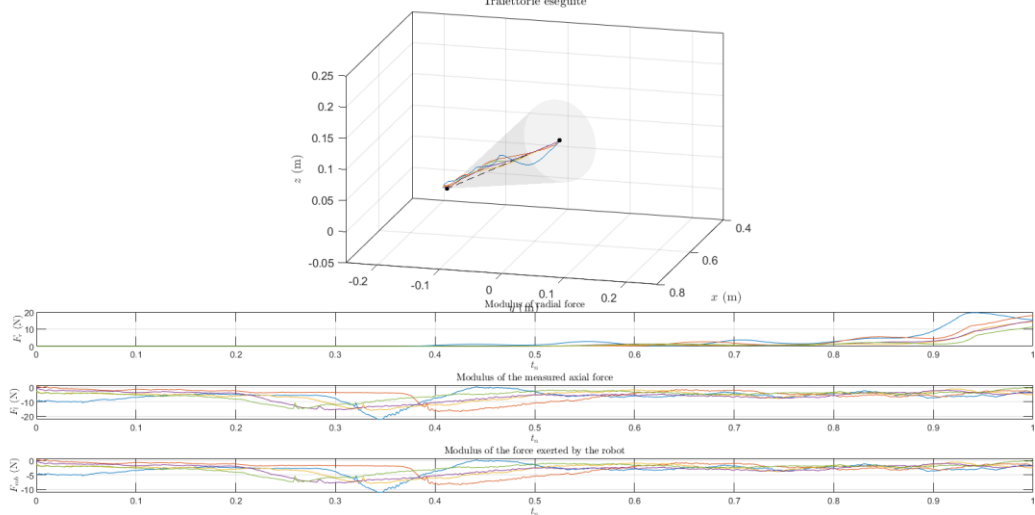 Traiettorie eseguite
0.25
0.2
0.15
0.1
0.05
0
-0.05
z (m)
-0.2
-0.1
0
0.1
0.2
(m)
0.4
0.6
0.8
x (m)
Modulus of radial force
F_r (N)
20
10
0
0 0.1 0.2 0.3 0.4 0.5 0.6 0.7 0.8 0.9 1
t_n
Modulus of the measured axial force
(N)
0
-10
-20
0 0.1 0.2 0.3 0.4 0.5 0.6 0.7 0.8 0.9 1
t_n
Modulus of the force exerted by the robot
F_rob (N)
0
-5
-10
0 0.1 0.2 0.3 0.4 0.5 0.6 0.7 0.8 0.9 1
t_n